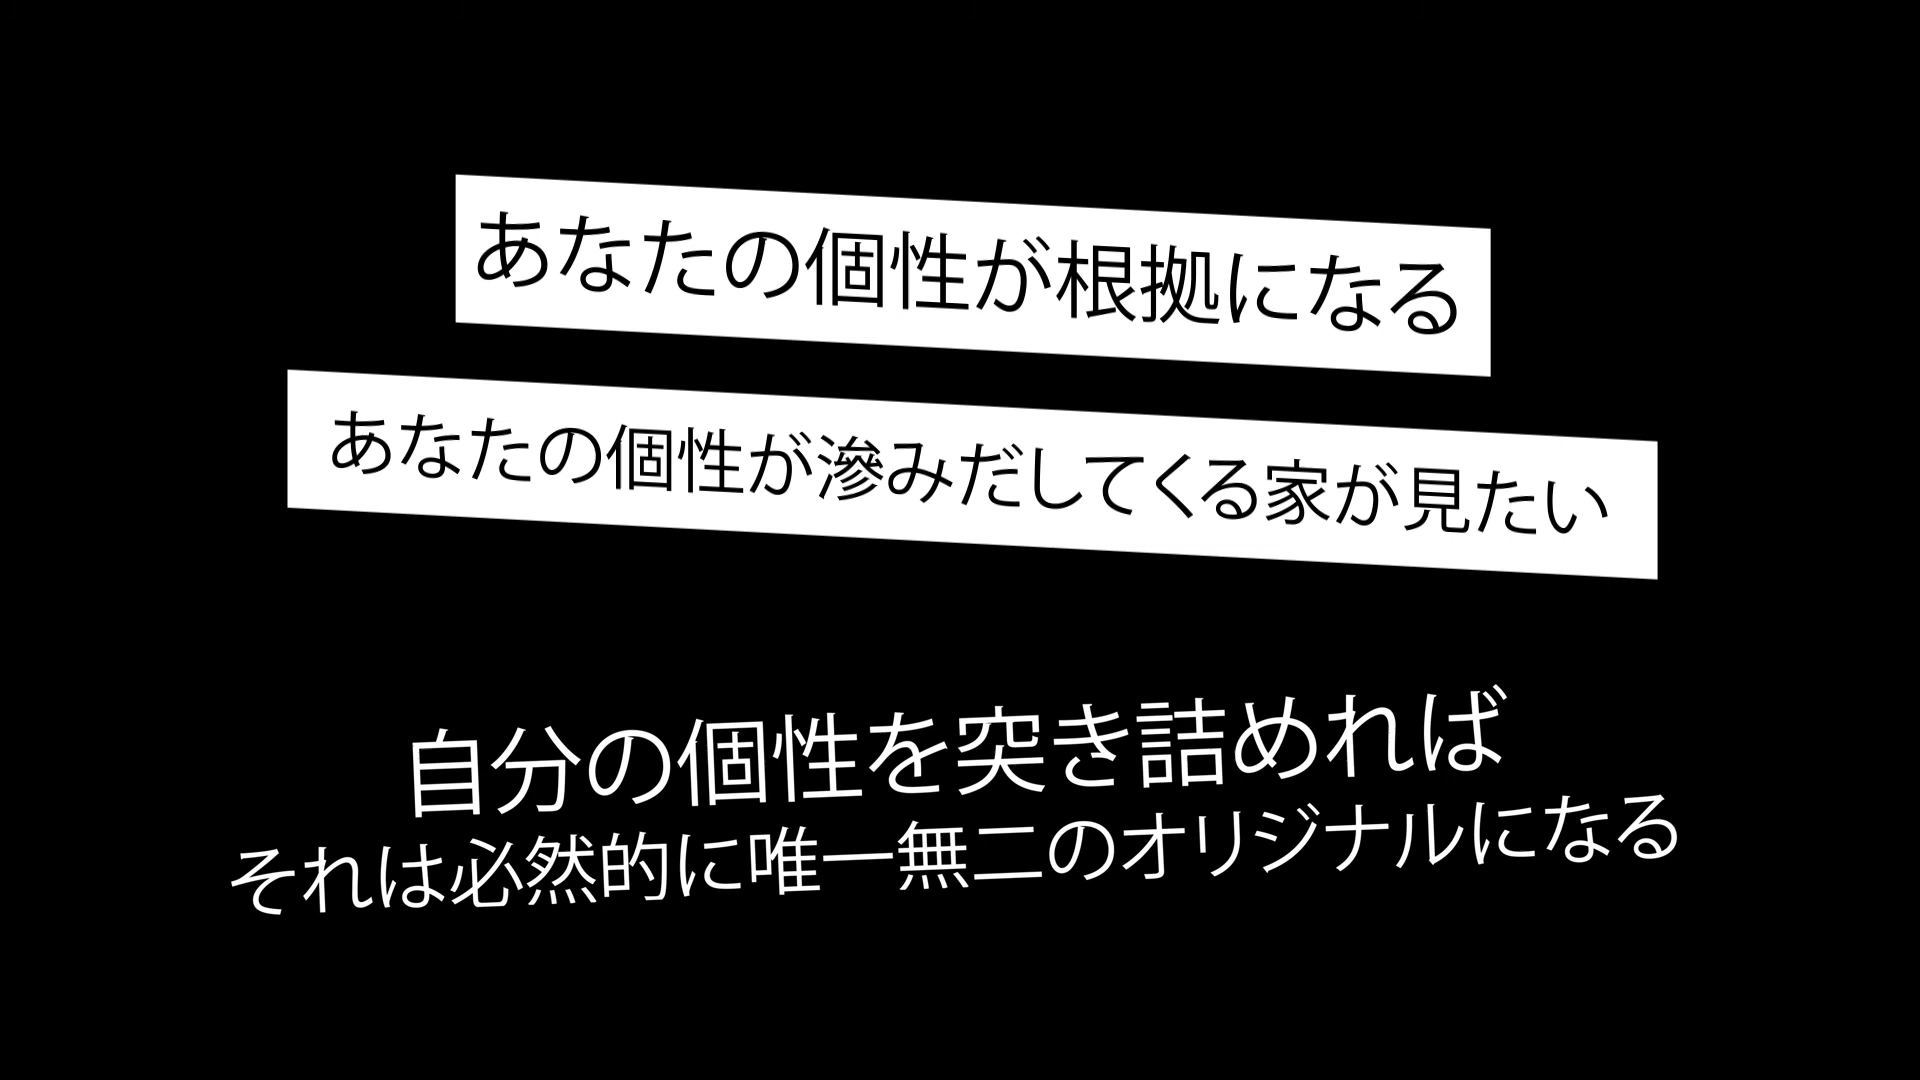 あなたの個性が根拠になる
あなたの個性が滲みだしてくる家が見たい
自分の個性を突き詰めれば
それは必然的に唯一無二のオリジナルになる